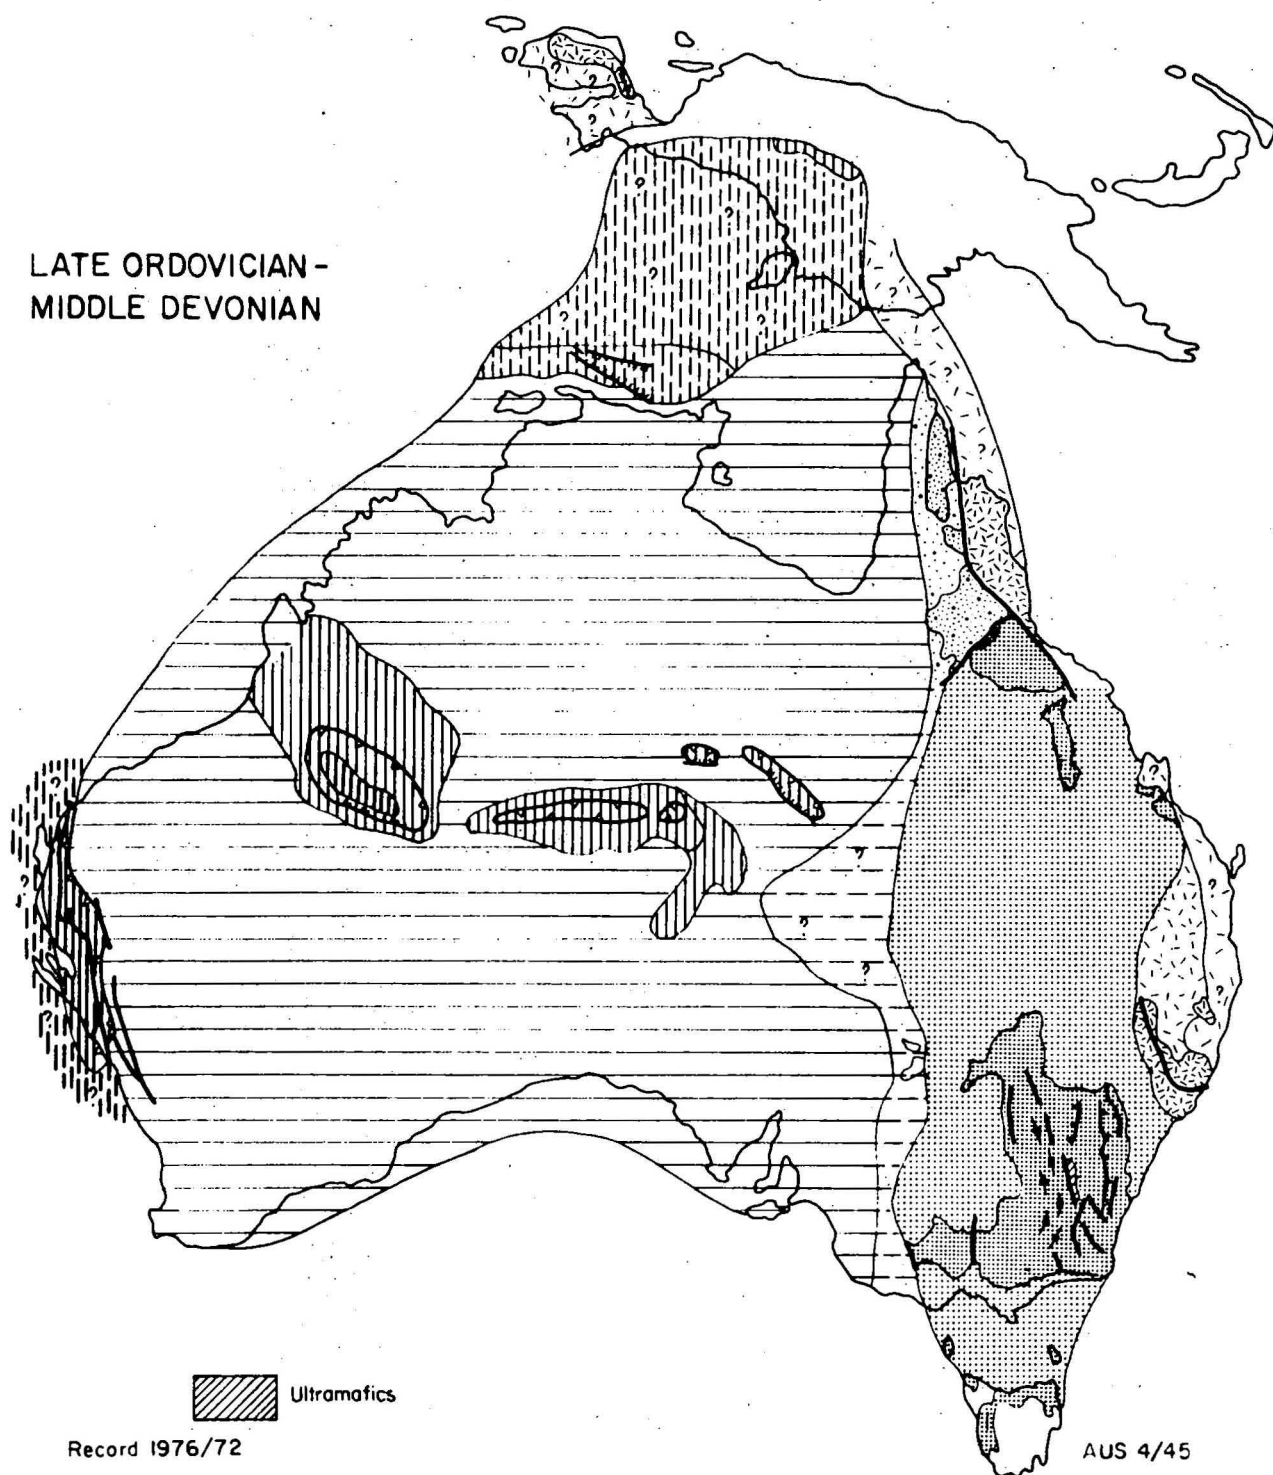 LATE ORDOVICIAN-
MIDDLE DEVONIAN
Ultramafics
Record 1976/72
AUS 4/45